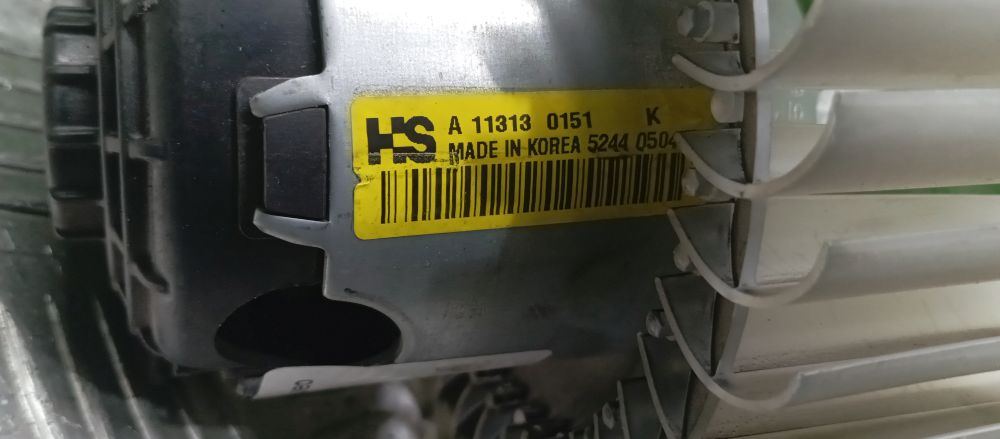 HS A 11313 0151 K
MADE IN KOREA 5244 0504